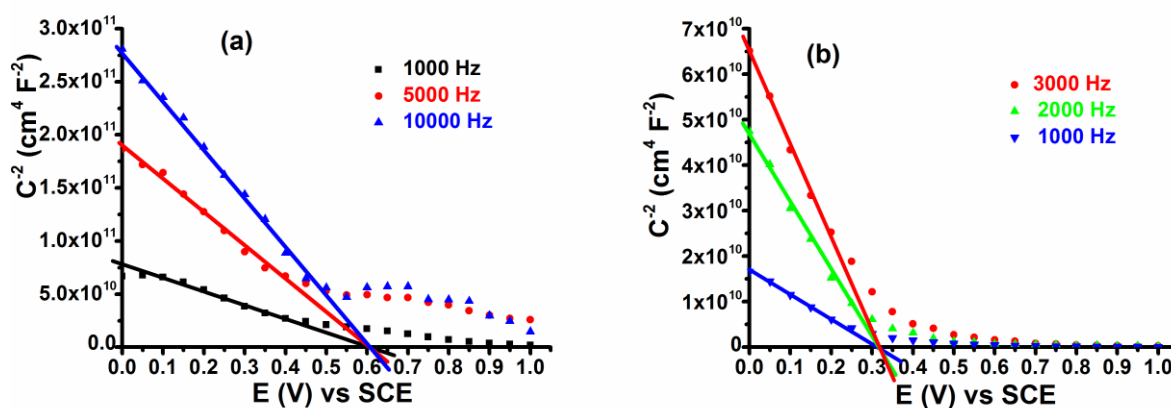 (a)
3.0x10¹¹
2.5x10¹¹
2.0x10¹¹
1.5x10¹¹
1.0x10¹¹
5.0x10¹⁰
0.0
C⁻² (cm⁴ F⁻²)
1000 Hz
5000 Hz
10000 Hz
0.0 0.1 0.2 0.3 0.4 0.5 0.6 0.7 0.8 0.9 1.0
E (V) vs SCE
(b)
7x10¹⁰
6x10¹⁰
5x10¹⁰
4x10¹⁰
3x10¹⁰
2x10¹⁰
1x10¹⁰
0
C⁻² (cm⁴ F⁻²)
3000 Hz
2000 Hz
1000 Hz
0.0 0.1 0.2 0.3 0.4 0.5 0.6 0.7 0.8 0.9 1.0
E (V) vs SCE